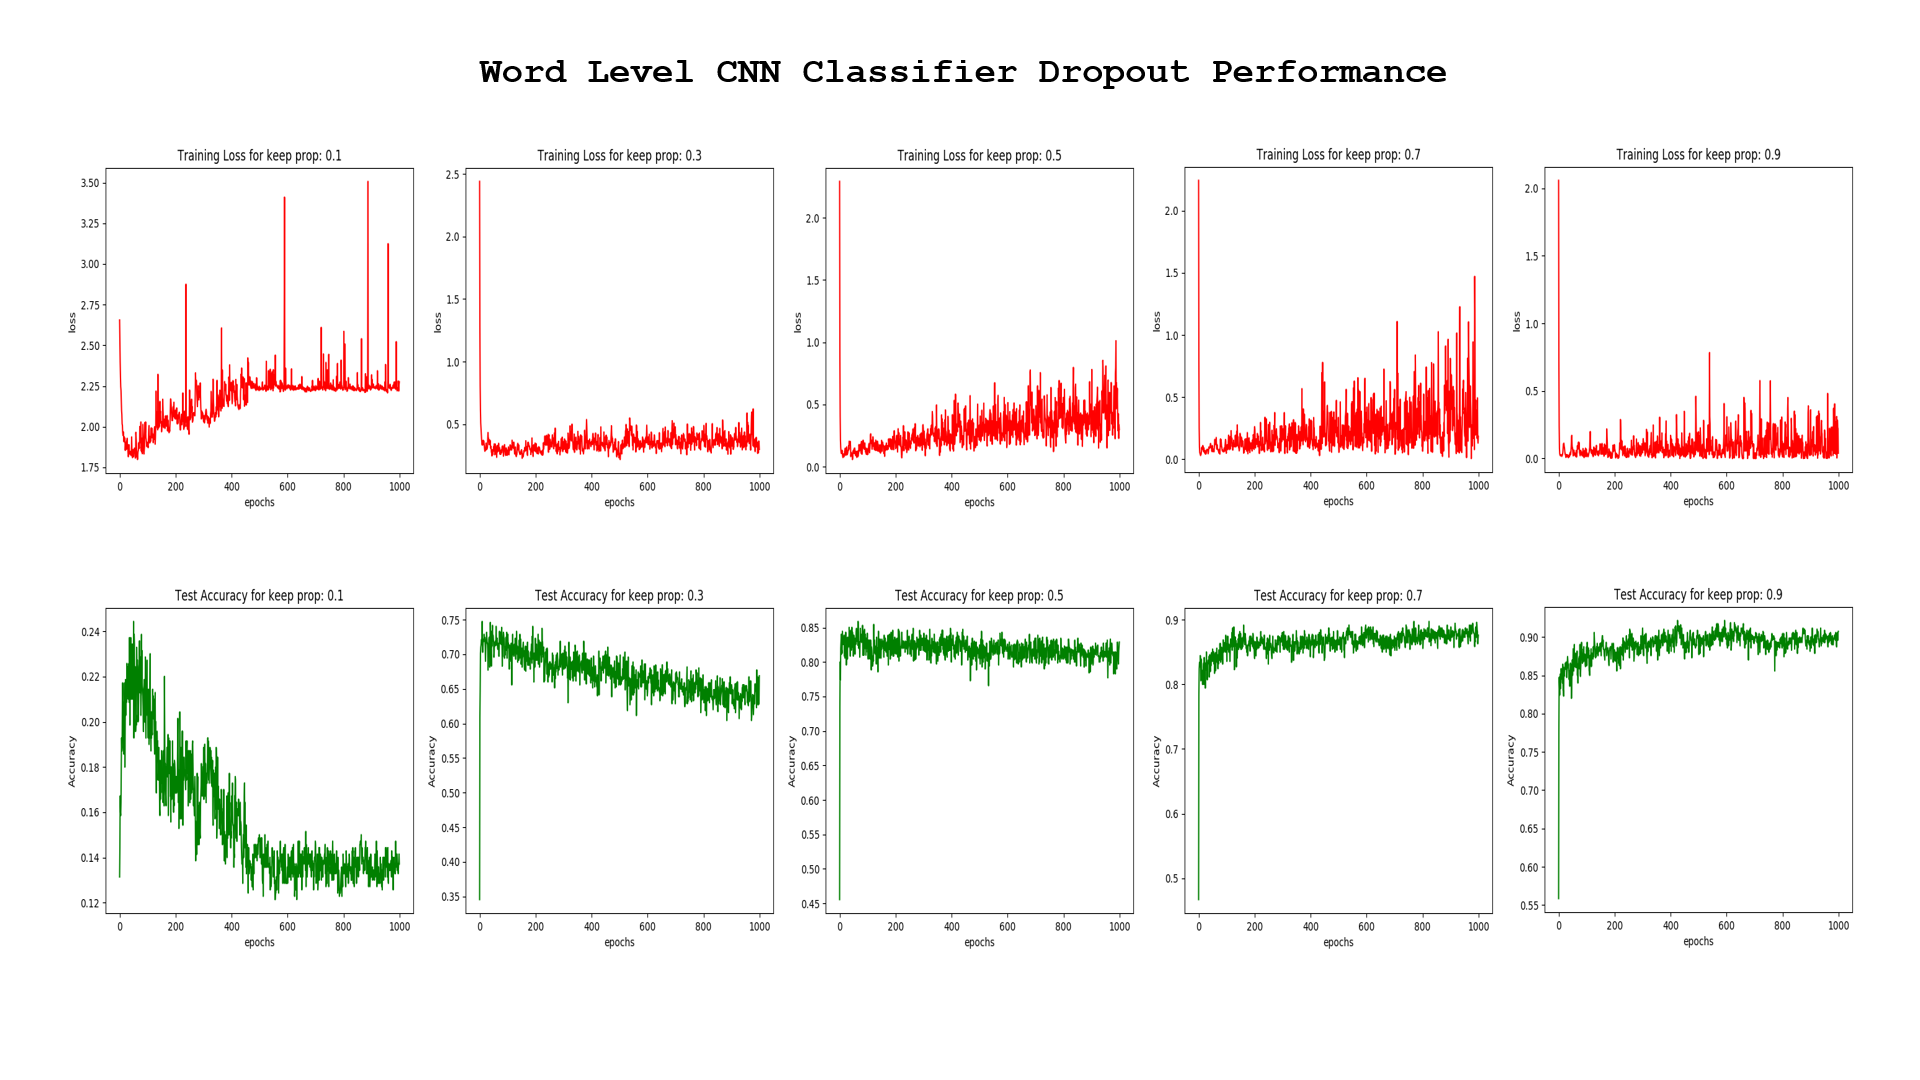 Word Level CNN Classifier Dropout Performance
Training Loss for keep prop: 0.1
3.50
3.25
3.00
2.75
2.50
2.25
2.00
1.75
loss
0 200 400 600 800 1000
epochs
Training Loss for keep prop: 0.3
2.5
2.0
1.5
1.0
0.5
loss
0 200 400 600 800 1000
epochs
Training Loss for keep prop: 0.5
2.0
1.5
1.0
0.5
0.0
loss
0 200 400 600 800 1000
epochs
Training Loss for keep prop: 0.7
2.0
1.5
1.0
0.5
0.0
loss
0 200 400 600 800 1000
epochs
Training Loss for keep prop: 0.9
2.0
1.5
1.0
0.5
0.0
loss
0 200 400 600 800 1000
epochs
Test Accuracy for keep prop: 0.1
0.24
0.22
0.20
0.18
0.16
0.14
0.12
Accuracy
0 200 400 600 800 1000
epochs
Test Accuracy for keep prop: 0.3
0.75
0.70
0.65
0.60
0.55
0.50
0.45
0.40
0.35
Accuracy
0 200 400 600 800 1000
epochs
Test Accuracy for keep prop: 0.5
0.85
0.80
0.75
0.70
0.65
0.60
0.55
0.50
0.45
Accuracy
0 200 400 600 800 1000
epochs
Test Accuracy for keep prop: 0.7
0.9
0.8
0.7
0.6
0.5
Accuracy
0 200 400 600 800 1000
epochs
Test Accuracy for keep prop: 0.9
0.90
0.85
0.80
0.75
0.70
0.65
0.60
0.55
Accuracy
0 200 400 600 800 1000
epochs